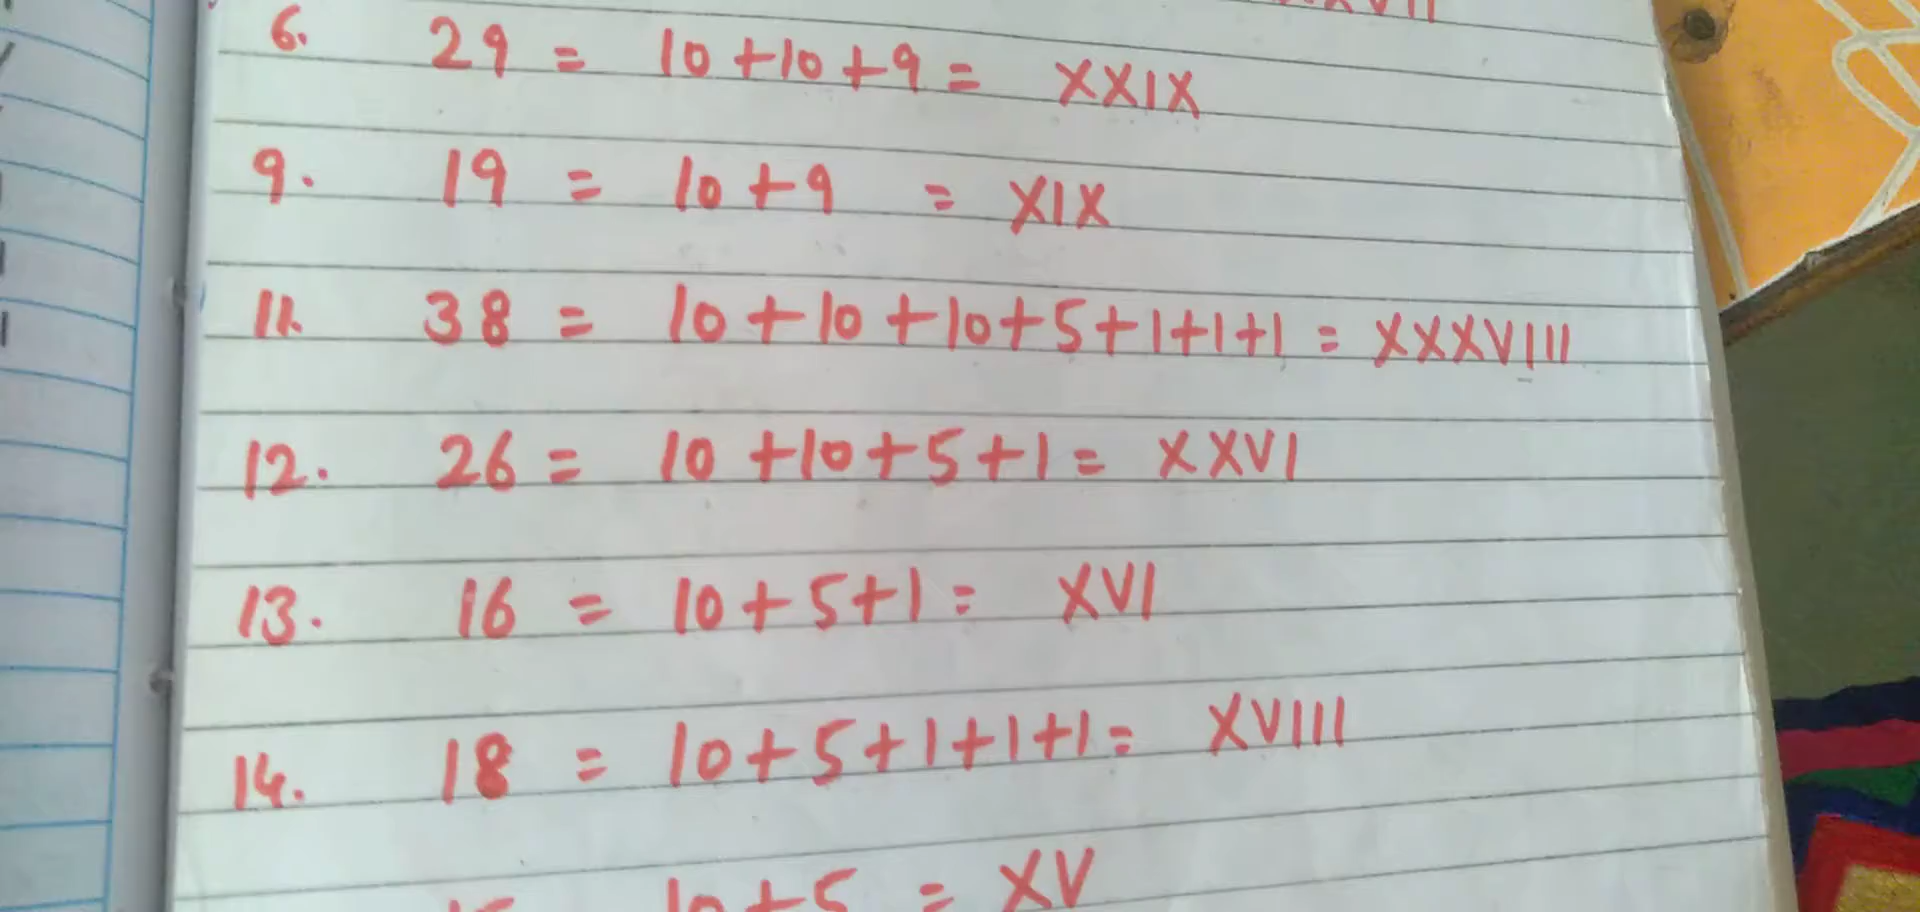 6. 29 = 10 +10 +9 = XXIX
9. 19 = 10 +9 = XIX
11. 38 = 10 +10 +10 +5 +1+1+1 = XXXVIII
12. 26 = 10 +10 +5 +1 = XXVI
13. 16 = 10 + 5+1 = XVI
14. 18 = 10 + 5 +1 +1+1 = XVIII
10 + 5 = XV